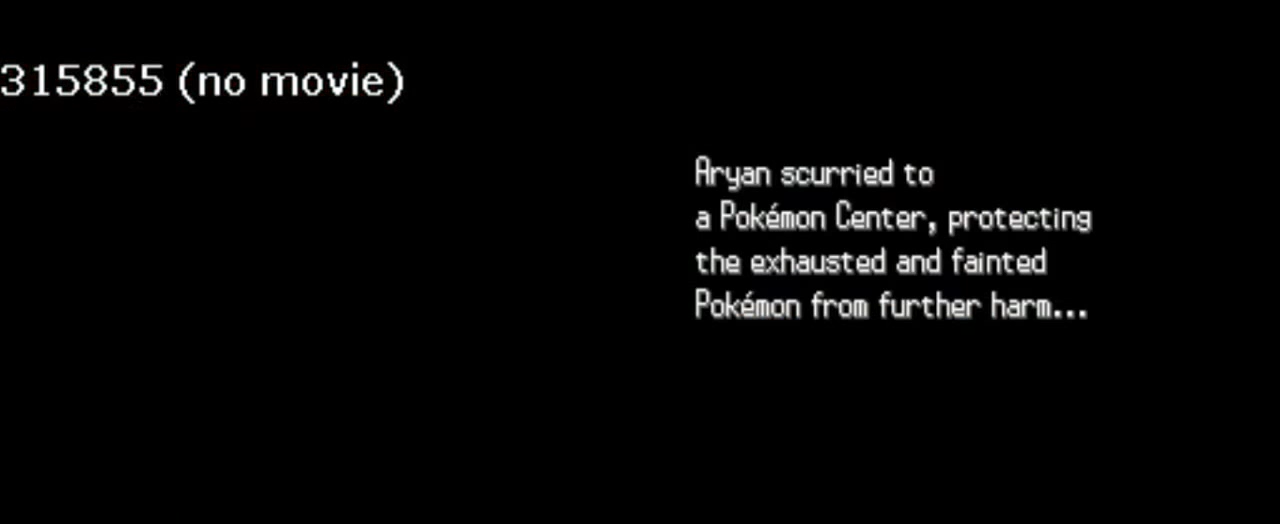 315855 (no movie)
Aryan scurried to
a Pokémon Center, protecting
the exhausted and fainted
Pokémon from further harm...